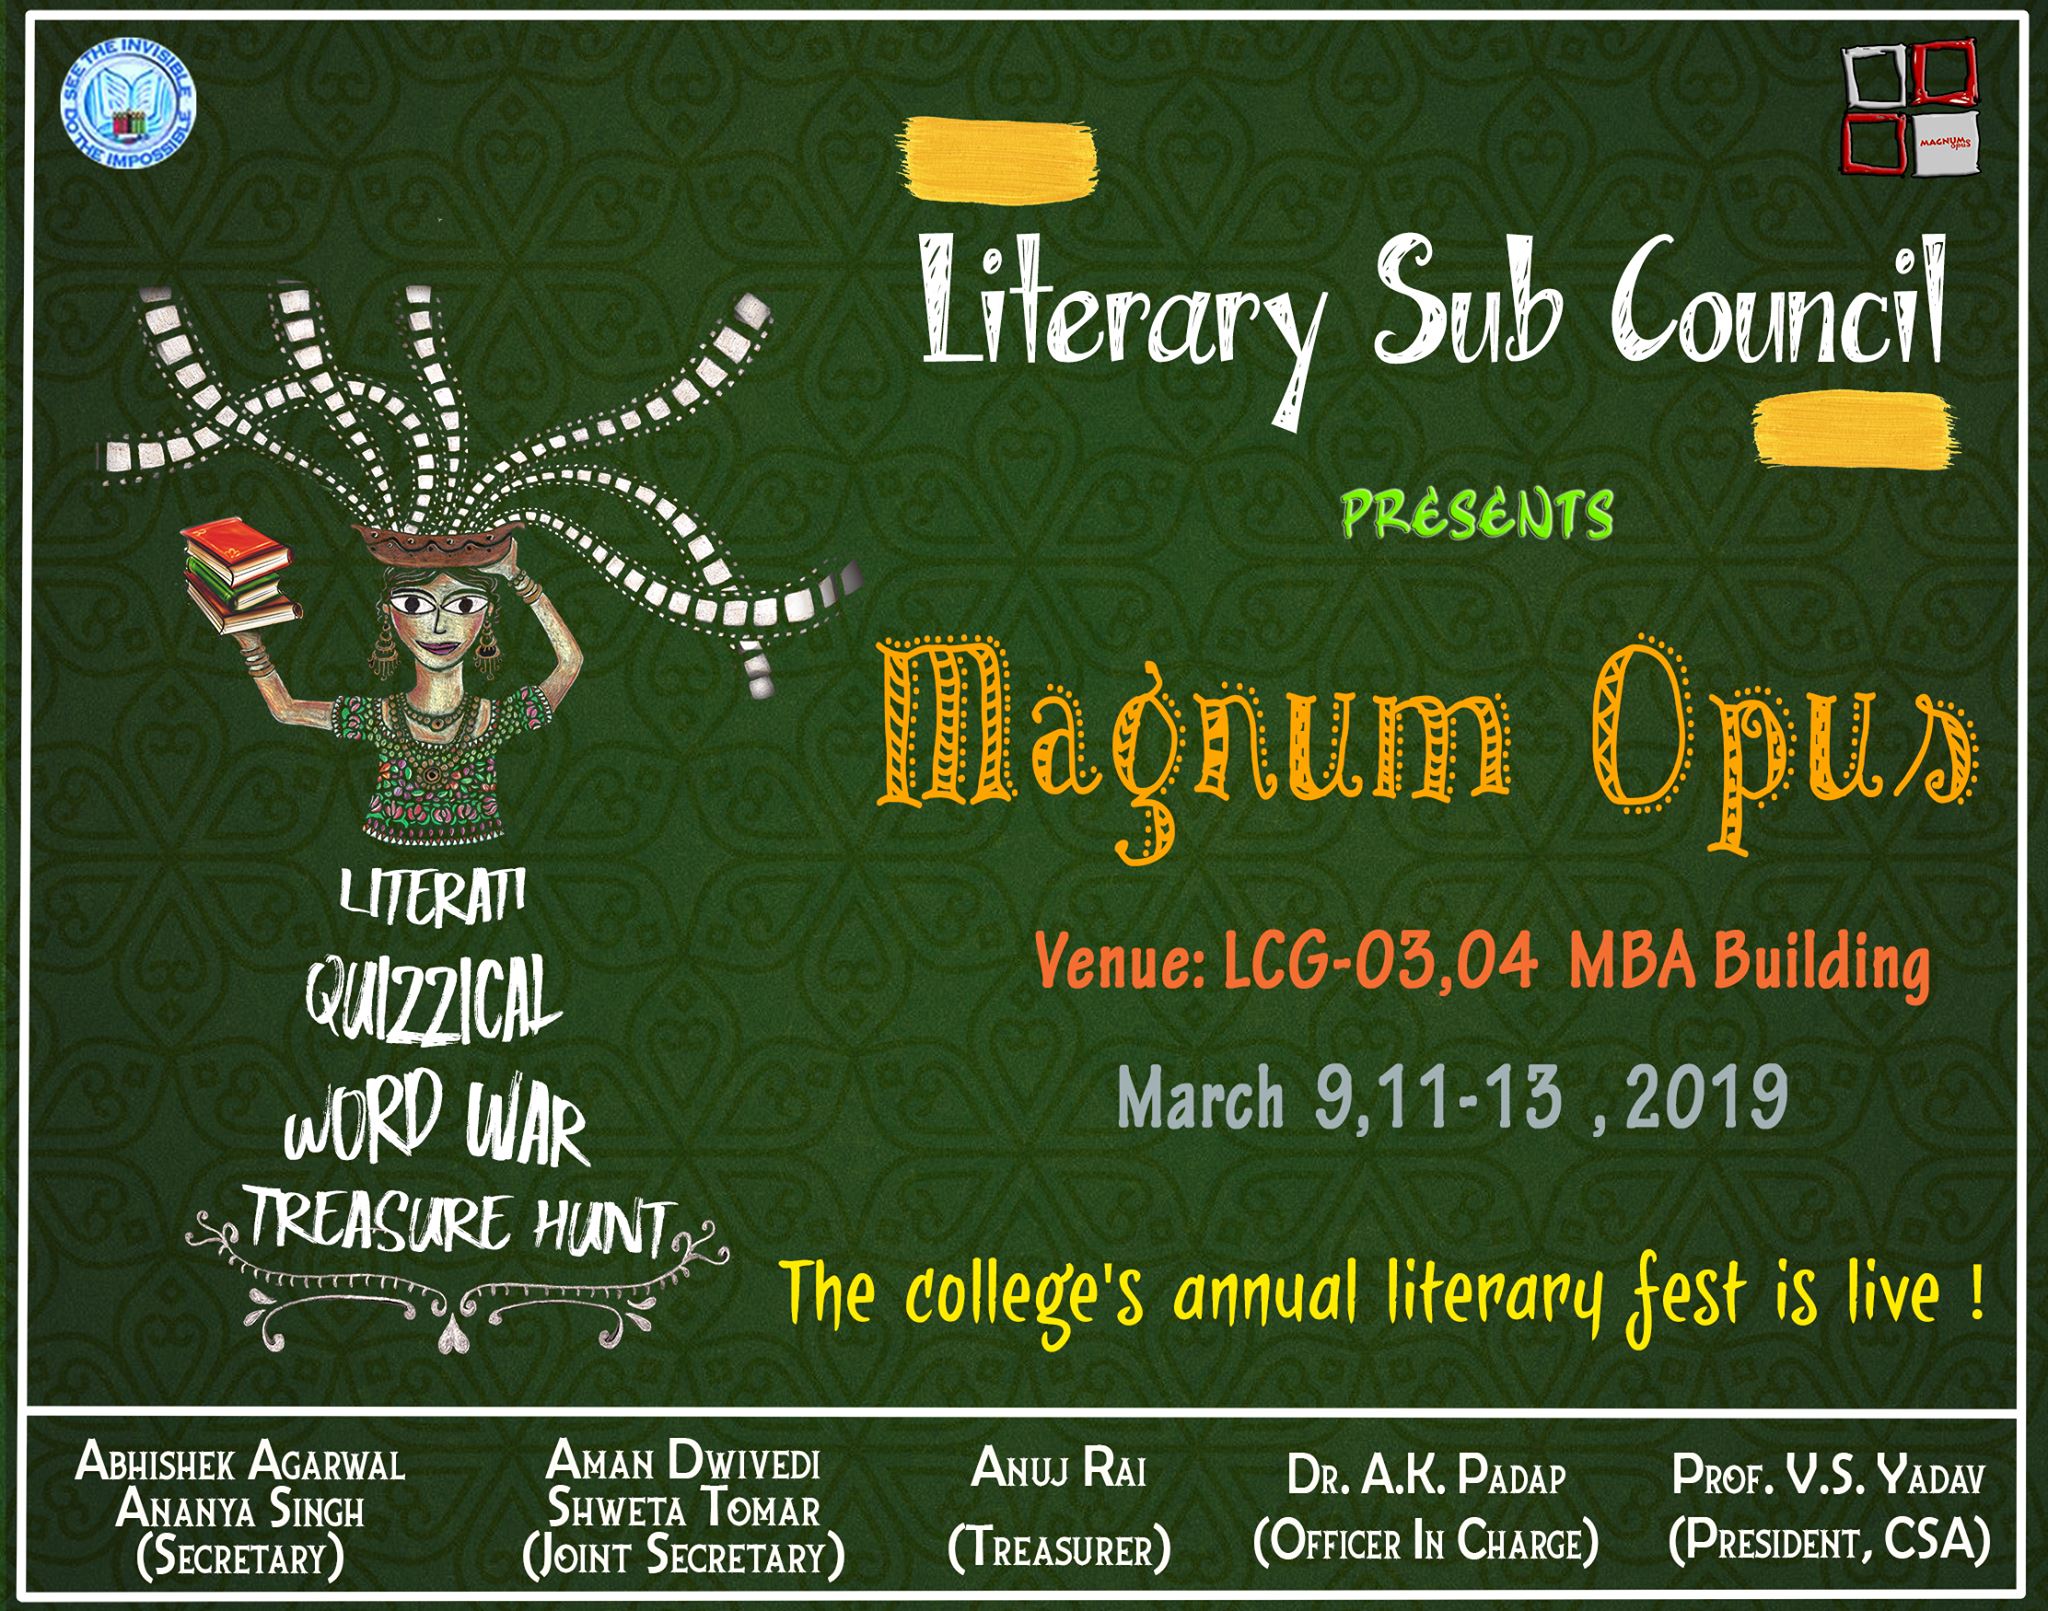 SEE THE INVISIBLE
DO THE IMPOSSIBLE
MAGNUM
OPUS
Literary Sub Council
PRESENTS
Magnum Opus
Venue: LCG-03,04 MBA Building
March 9,11-13 , 2019
The college's annual literary fest is live !
LITERATI
QUIZZICAL
WORD WAR
TREASURE HUNT
ABHISHEK AGARWAL
ANANYA SINGH
(SECRETARY)
AMAN DWIVEDI
SHWETA TOMAR
(JOINT SECRETARY)
ANUJ RAI
(TREASURER)
DR. A.K. PADAP
(OFFICER IN CHARGE)
PROF. V.S. YADAV
(PRESIDENT, CSA)